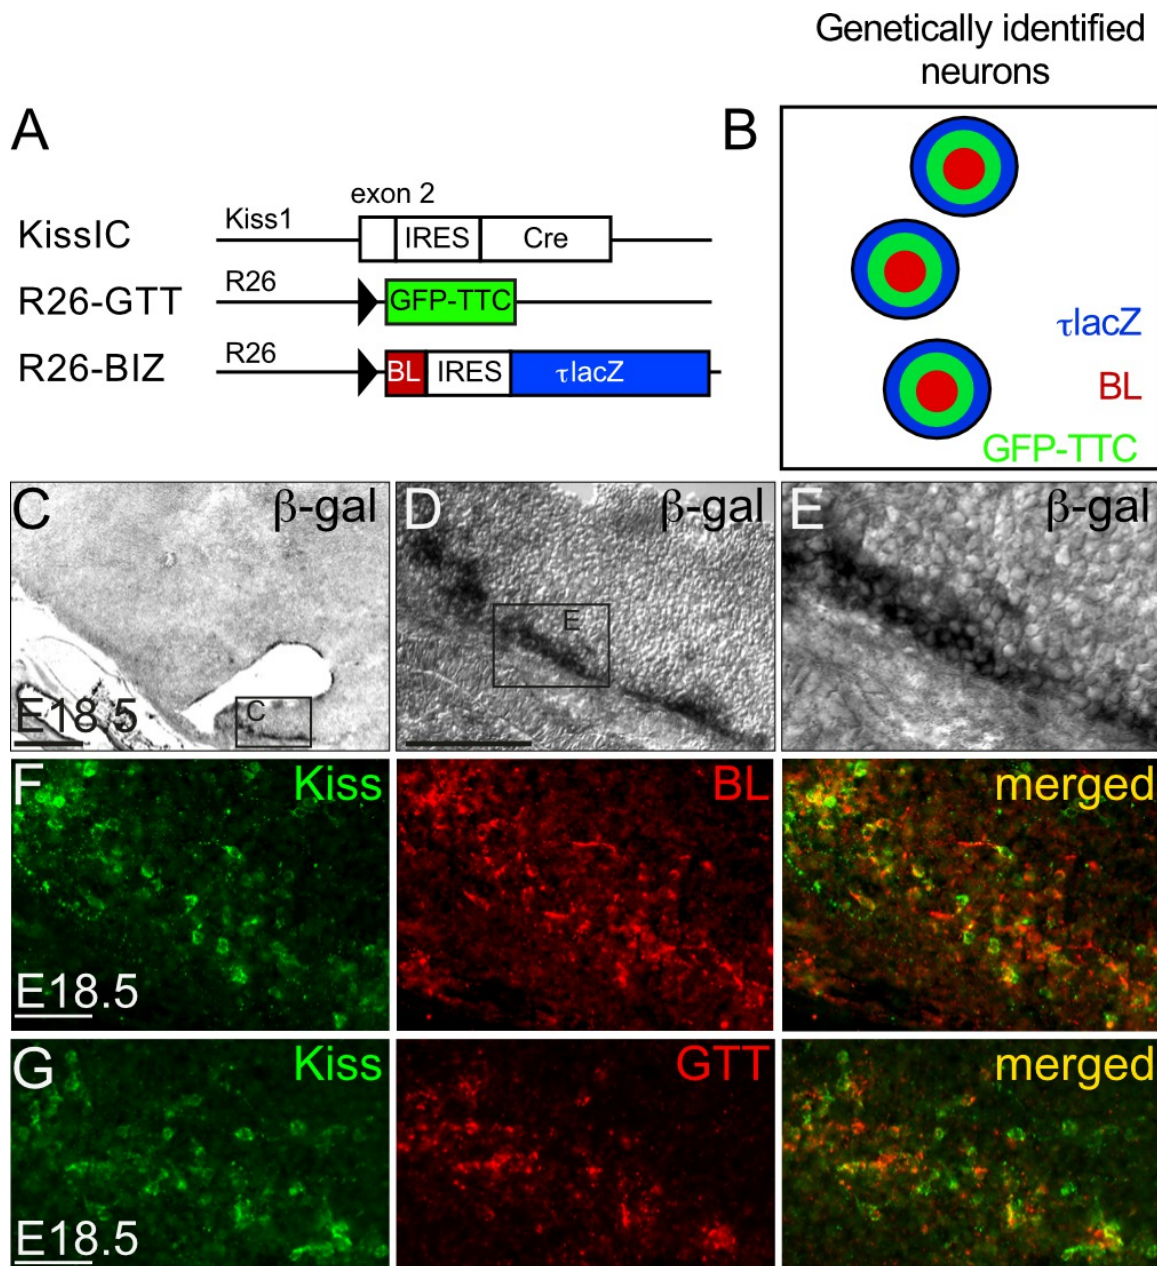 Genetically identified
neurons
A
B
exon 2
KissIC
Kiss1
IRES
Cre
R26-GTT
R26
GFP-TTC
R26-BIZ
R26
BL
IRES
τlacZ
τlacZ
BL
GFP-TTC
C
β-gal
C
E18.5
D
β-gal
E
E
β-gal
F
Kiss
E18.5
BL
merged
G
Kiss
E18.5
GTT
merged